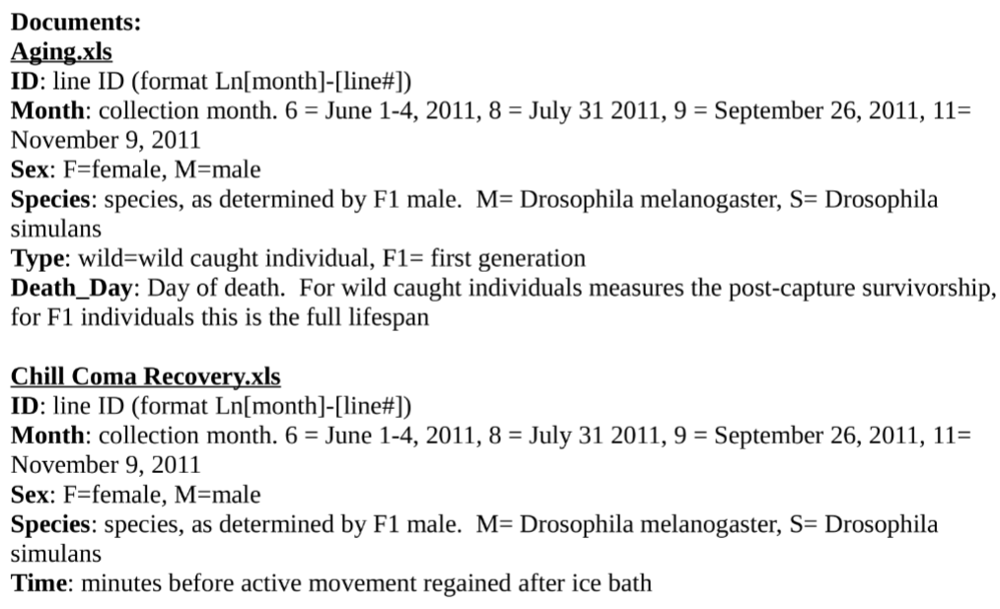 Documents:
Aging.xls
ID: line ID (format Ln[month]-[line#])
Month: collection month. 6 = June 1-4, 2011, 8 = July 31 2011, 9 = September 26, 2011, 11=
November 9, 2011
Sex: F=female, M=male
Species: species, as determined by F1 male.  M= Drosophila melanogaster, S= Drosophila
simulans
Type: wild=wild caught individual, F1= first generation
Death_Day: Day of death.  For wild caught individuals measures the post-capture survivorship,
for F1 individuals this is the full lifespan
Chill Coma Recovery.xls
ID: line ID (format Ln[month]-[line#])
Month: collection month. 6 = June 1-4, 2011, 8 = July 31 2011, 9 = September 26, 2011, 11=
November 9, 2011
Sex: F=female, M=male
Species: species, as determined by F1 male.  M= Drosophila melanogaster, S= Drosophila
simulans
Time: minutes before active movement regained after ice bath